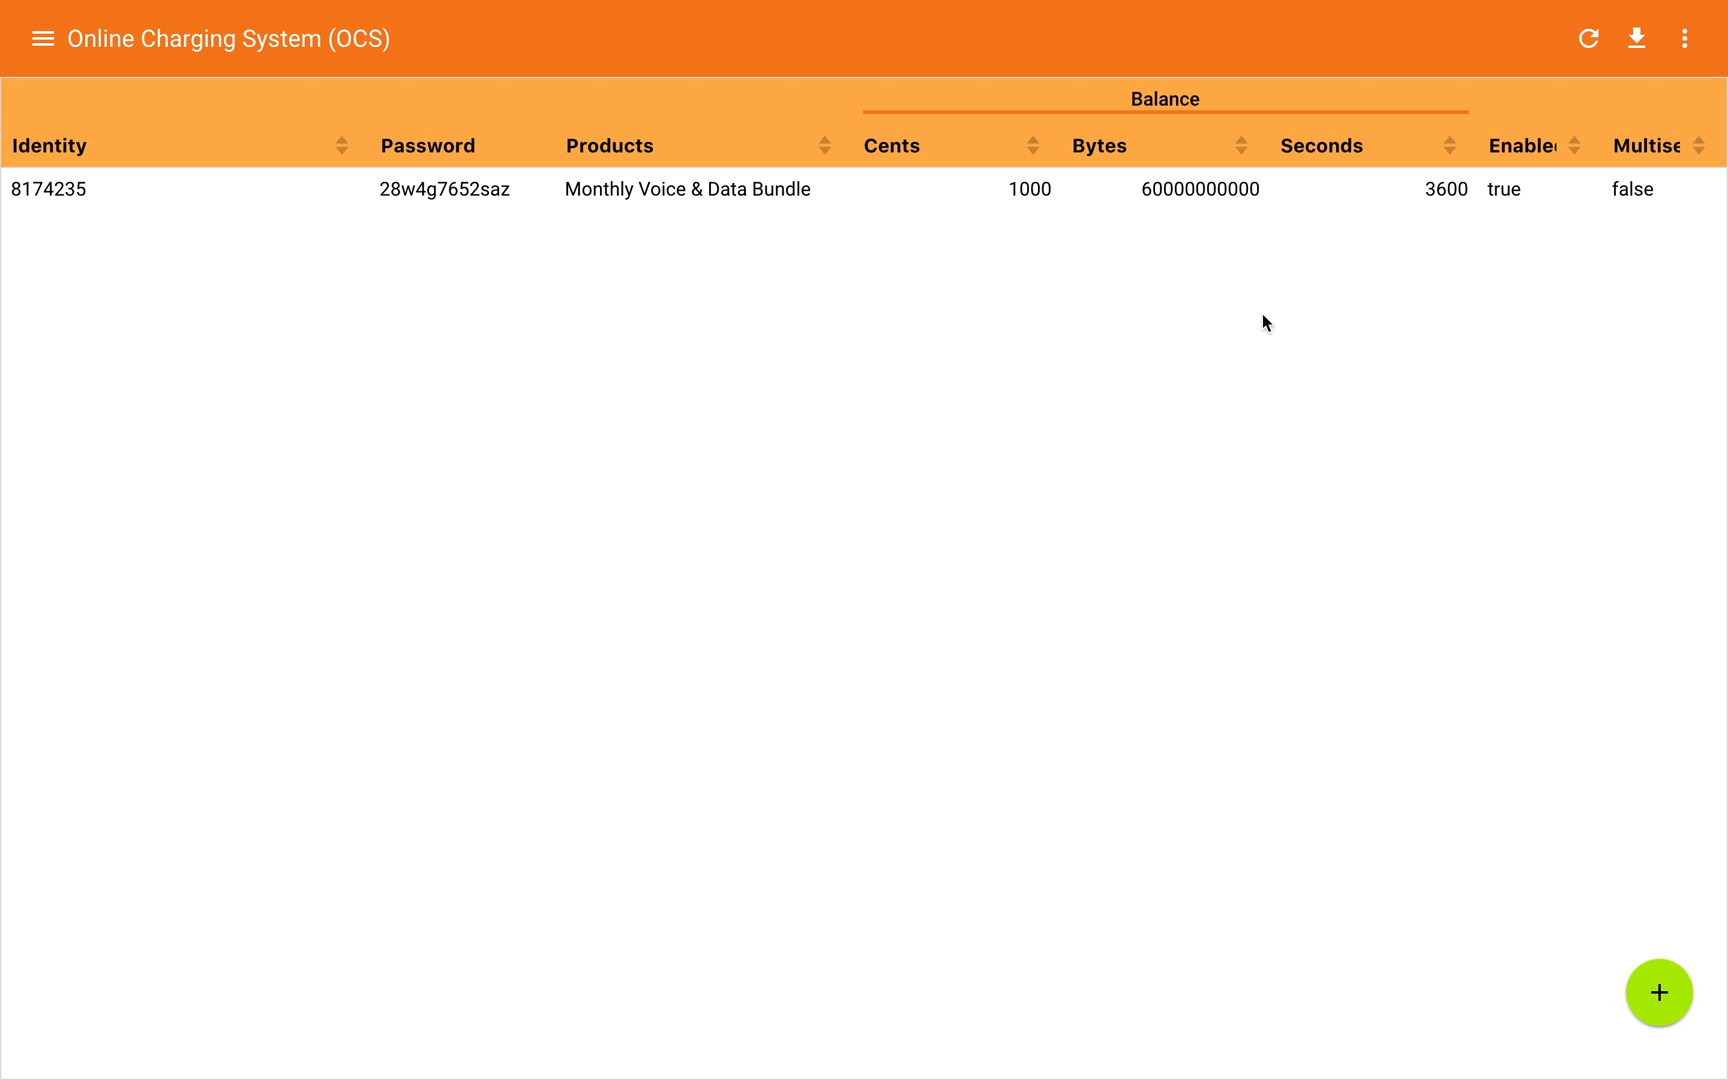 Online Charging System (OCS)
Balance
Identity Password Products Cents Bytes Seconds Enable Multise
8174235 28w4g7652saz Monthly Voice & Data Bundle 1000 60000000000 3600 true false
+